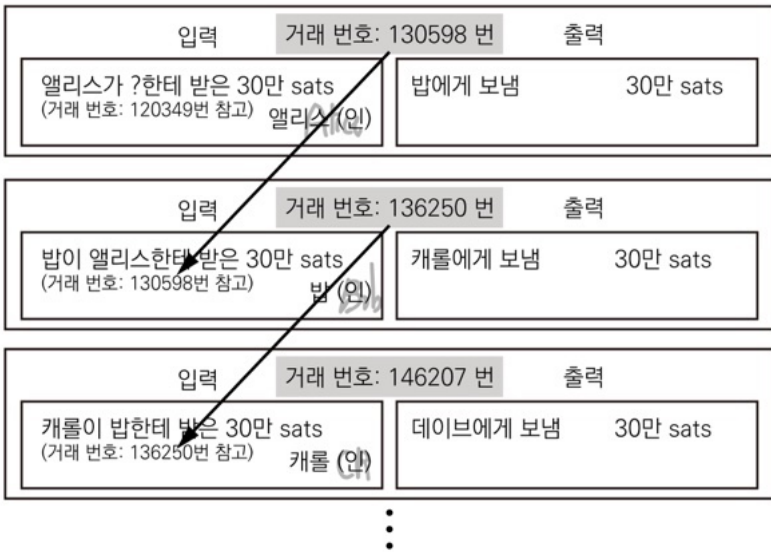 입력 거래 번호: 130598 번 출력
앨리스가 ?한테 받은 30만 sats
(거래 번호: 120349번 참고)
앨리스 (인)
Alice
밥에게 보냄 30만 sats
입력 거래 번호: 136250 번 출력
밥이 앨리스한테 받은 30만 sats
(거래 번호: 130598번 참고)
밥 (인)
Bob
캐롤에게 보냄 30만 sats
입력 거래 번호: 146207 번 출력
캐롤이 밥한테 받은 30만 sats
(거래 번호: 136250번 참고)
캐롤 (인)
데이브에게 보냄 30만 sats